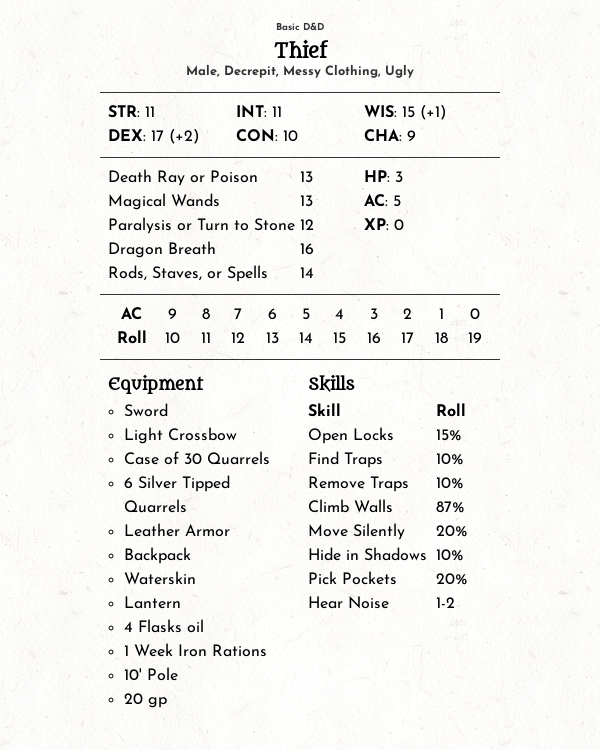 Basic D&D
Thief
Male, Decrepit, Messy Clothing, Ugly
STR: 11 INT: 11 WIS: 15 (+1)
DEX: 17 (+2) CON: 10 CHA: 9
Death Ray or Poison 13 HP: 3
Magical Wands 13 AC: 5
Paralysis or Turn to Stone 12 XP: 0
Dragon Breath 16
Rods, Staves, or Spells 14
AC 9 8 7 6 5 4 3 2 1 0
Roll 10 11 12 13 14 15 16 17 18 19
Equipment
Sword
Light Crossbow
Case of 30 Quarrels
6 Silver Tipped
Quarrels
Leather Armor
Backpack
Waterskin
Lantern
4 Flasks oil
1 Week Iron Rations
10' Pole
20 gp
Skills
Skill Roll
Open Locks 15%
Find Traps 10%
Remove Traps 10%
Climb Walls 87%
Move Silently 20%
Hide in Shadows 10%
Pick Pockets 20%
Hear Noise 1-2